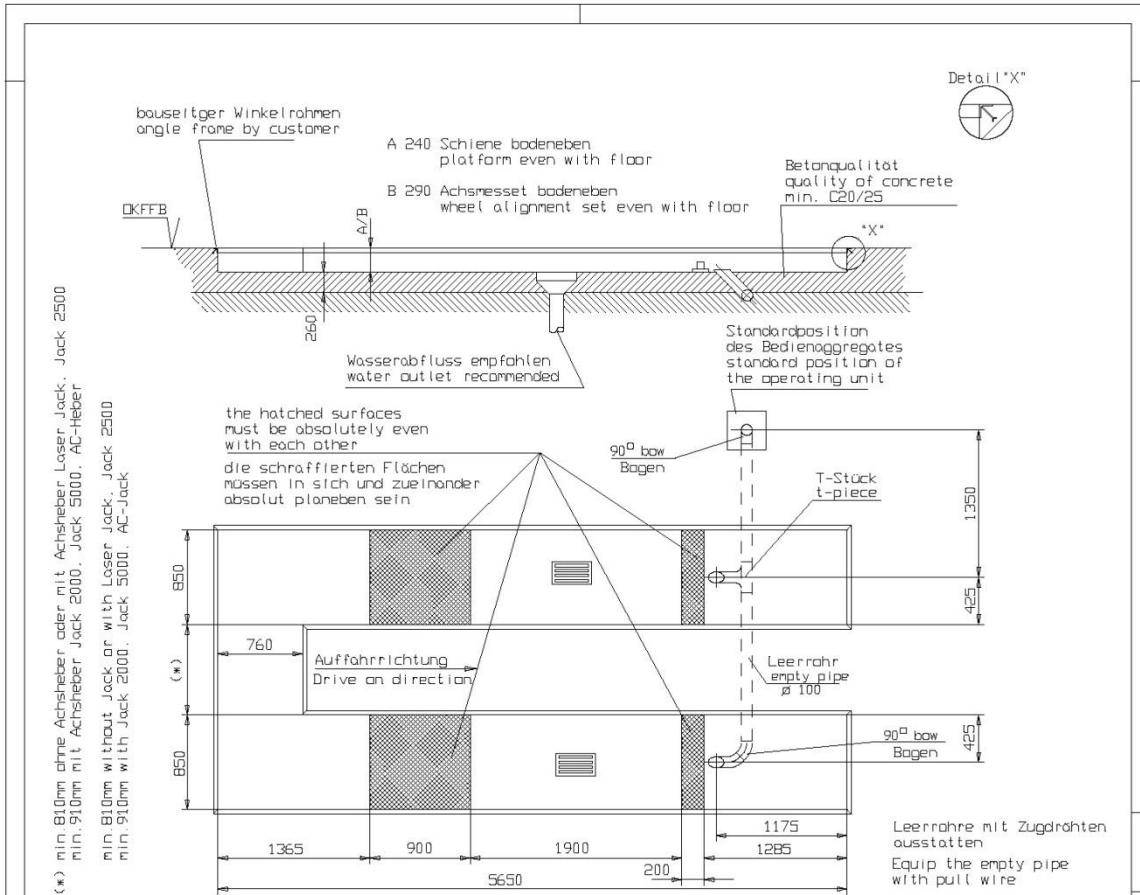 Detail"X"
bauseitger Winkelrahmen
angle frame by customer
A 240 Schiene bodeneben
platform even with floor
B 290 Achsmesset bodeneben
wheel alignment set even with floor
Betonqualität
quality of concrete
min. C20/25
OKFFB
A/B
"X"
260
Wasserabfluss empfohlen
water outlet recommended
Standardposition
des Bedienaggregates
standard position of
the operating unit
the hatched surfaces
must be absolutely even
with each other
die schraffierten Flächen
müssen in sich und zueinander
absolut planeben sein
90° bow
Bogen
T-Stück
t-piece
1350
425
850
(*)
850
760
Auffahrrichtung
Drive on direction
Leerrohr
empty pipe
ø 100
90° bow
Bogen
425
1175
1365
900
1900
200
1285
5650
Leerrohre mit Zugdrähten
ausstatten
Equip the empty pipe
with pull wire
(*) min.810mm ohne Achsheber oder mit Achsheber Laser Jack, Jack 2500
min.910mm mit Achsheber Jack 2000, Jack 5000, AC-Heber
min.810mm without Jack or with Laser Jack, Jack 2500
min.910mm with Jack 2000, Jack 5000, AC-Jack